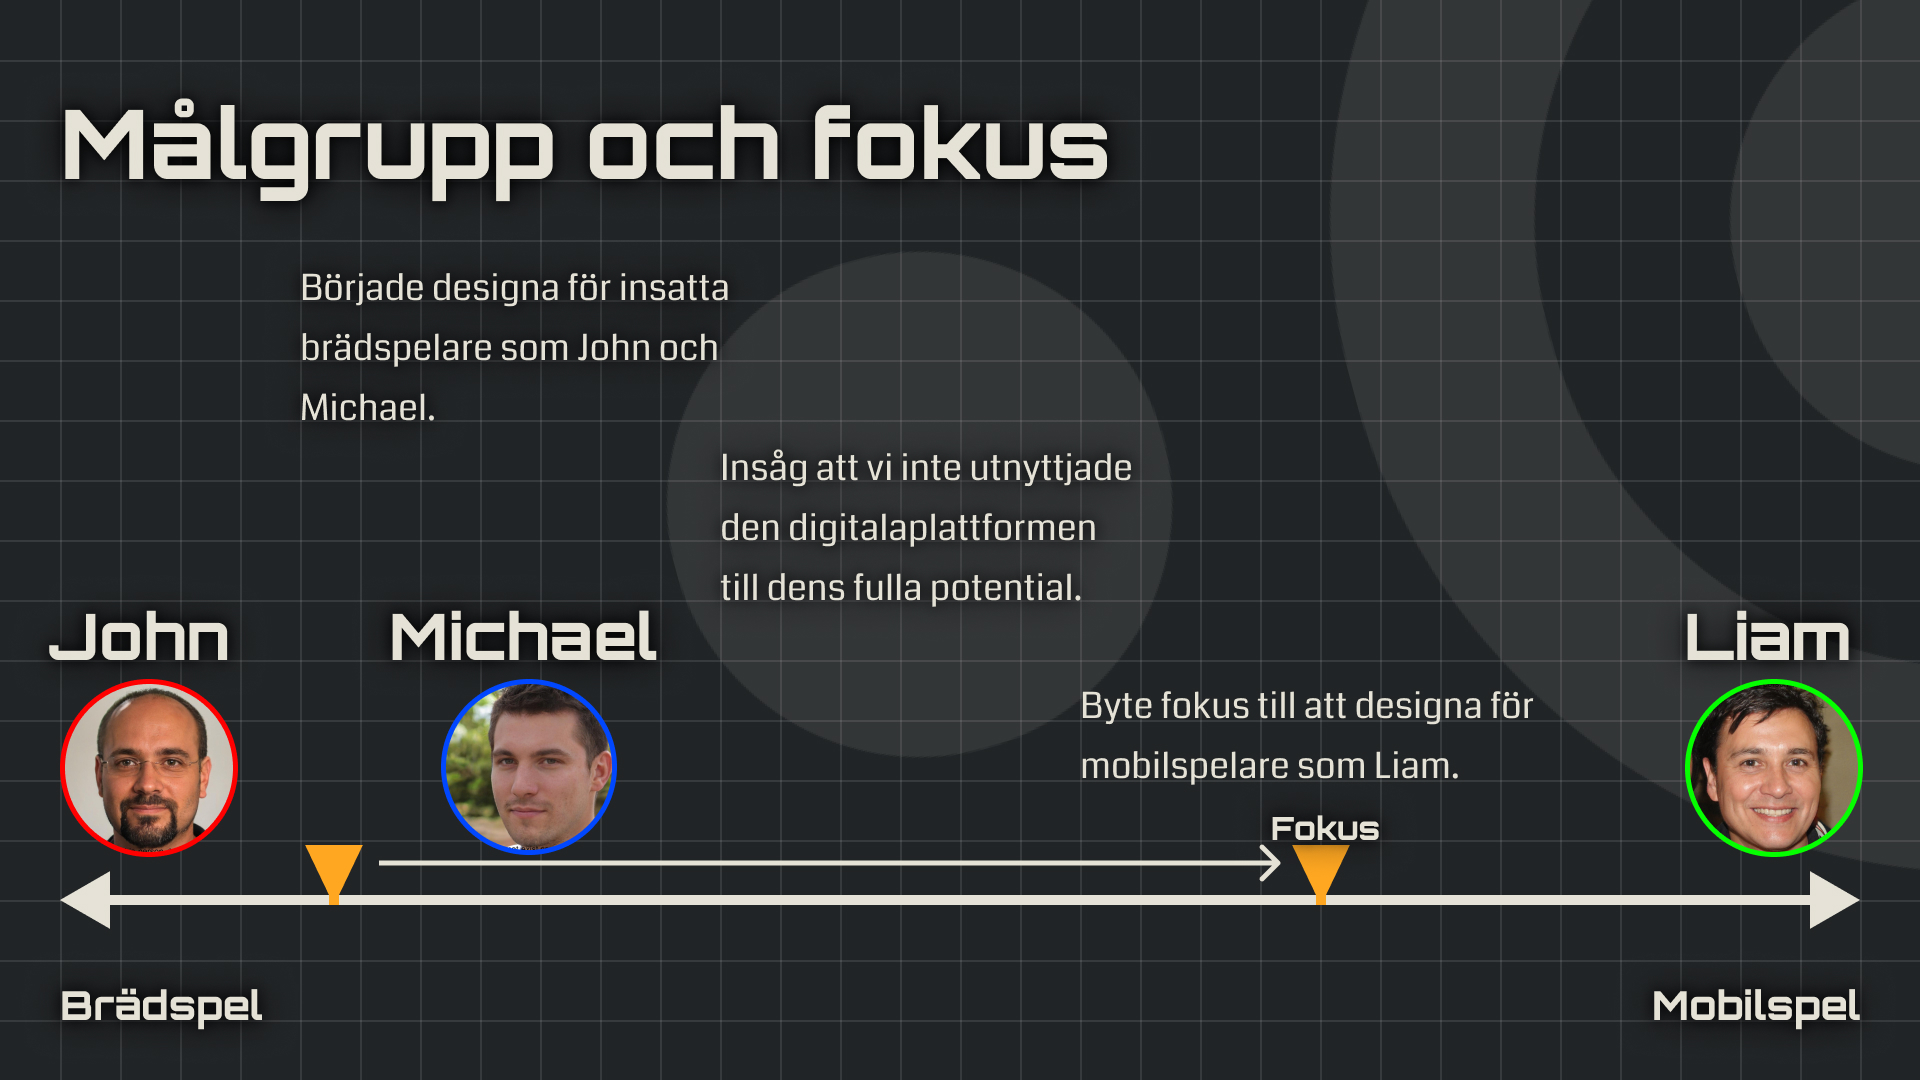 Målgrupp och fokus
Började designa för insatta
brädspelare som John och
Michael.
Insåg att vi inte utnyttjade
den digitalaplattformen
till dens fulla potential.
John
Michael
Liam
Byte fokus till att designa för
mobilspelare som Liam.
Fokus
Brädspel
Mobilspel